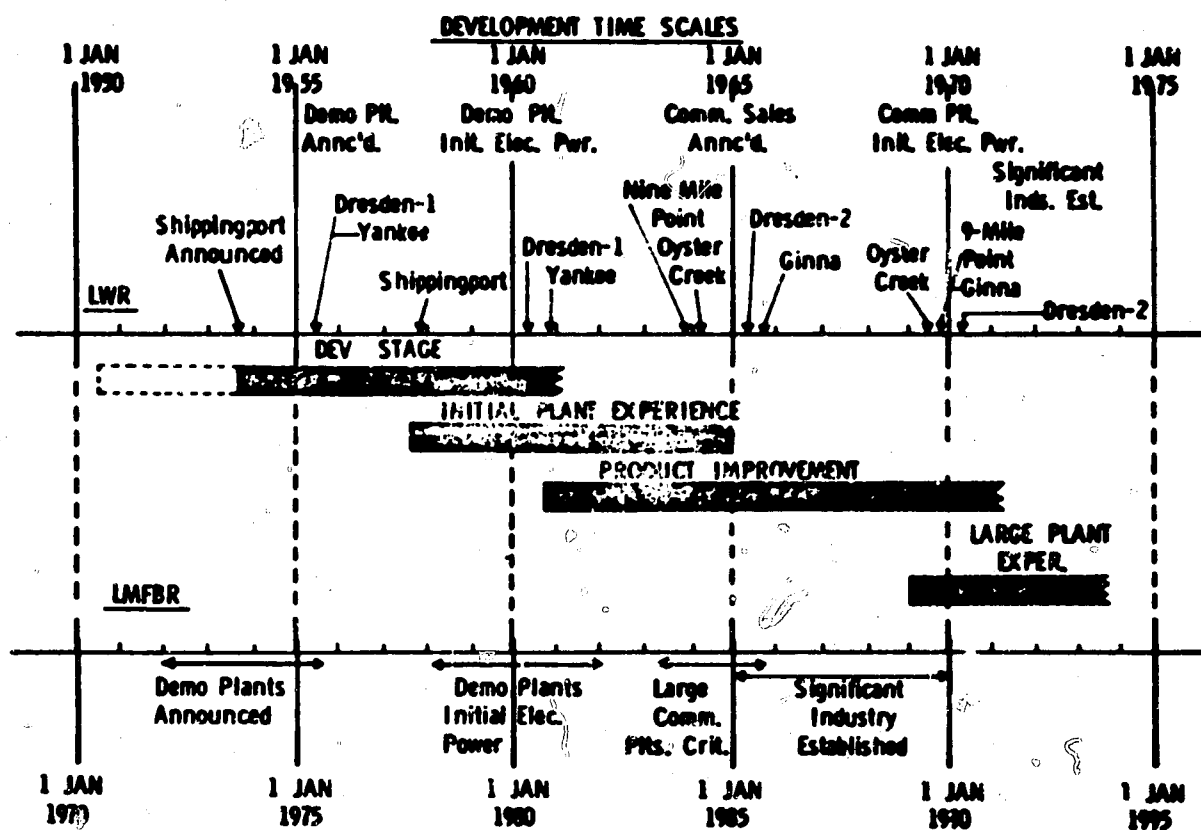 DEVELOPMENT TIME SCALES
1 JAN 1 JAN 1 JAN 1 JAN 1 JAN 1 JAN
1950 1955 1960 1965 1970 1975
Demo Plt. Demo Plt. Comm. Sales Comm Plt.
Annc'd. Init. Elec. Pwr. Annc'd. Init. Elec. Pwr.
Significant
Inds. Est.
Shippingport
Announced
Dresden-1
Yankee
Shippingport
Dresden-1
Yankee
Nine Mile
Point
Oyster
Creek
Dresden-2
Ginna
Oyster
Creek
9-Mile
Point
Ginna
Dresden-2
LWR
DEV STAGE
INITIAL PLANT EXPERIENCE
PRODUCT IMPROVEMENT
LARGE PLANT
EXPER.
LMFBR
Demo Plants
Announced
Demo Plants
Initial Elec.
Power
Large
Comm.
Plts. Crit.
Significant
Industry
Established
1 JAN 1 JAN 1 JAN 1 JAN 1 JAN 1 JAN
1970 1975 1980 1985 1990 1995